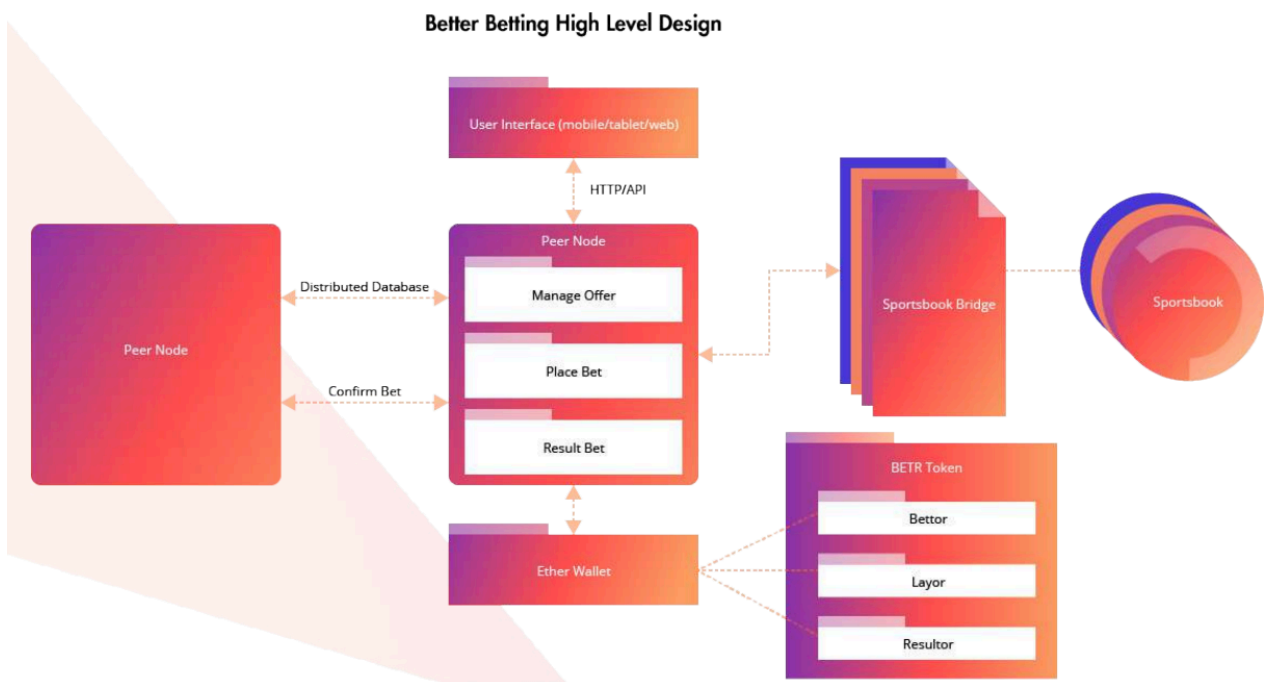 Better Betting High Level Design
User Interface (mobile/tablet/web)
HTTP/API
Peer Node
Distributed Database
Confirm Bet
Peer Node
Manage Offer
Place Bet
Result Bet
Sportsbook Bridge
Sportsbook
Ether Wallet
BETR Token
Bettor
Layor
Resultor